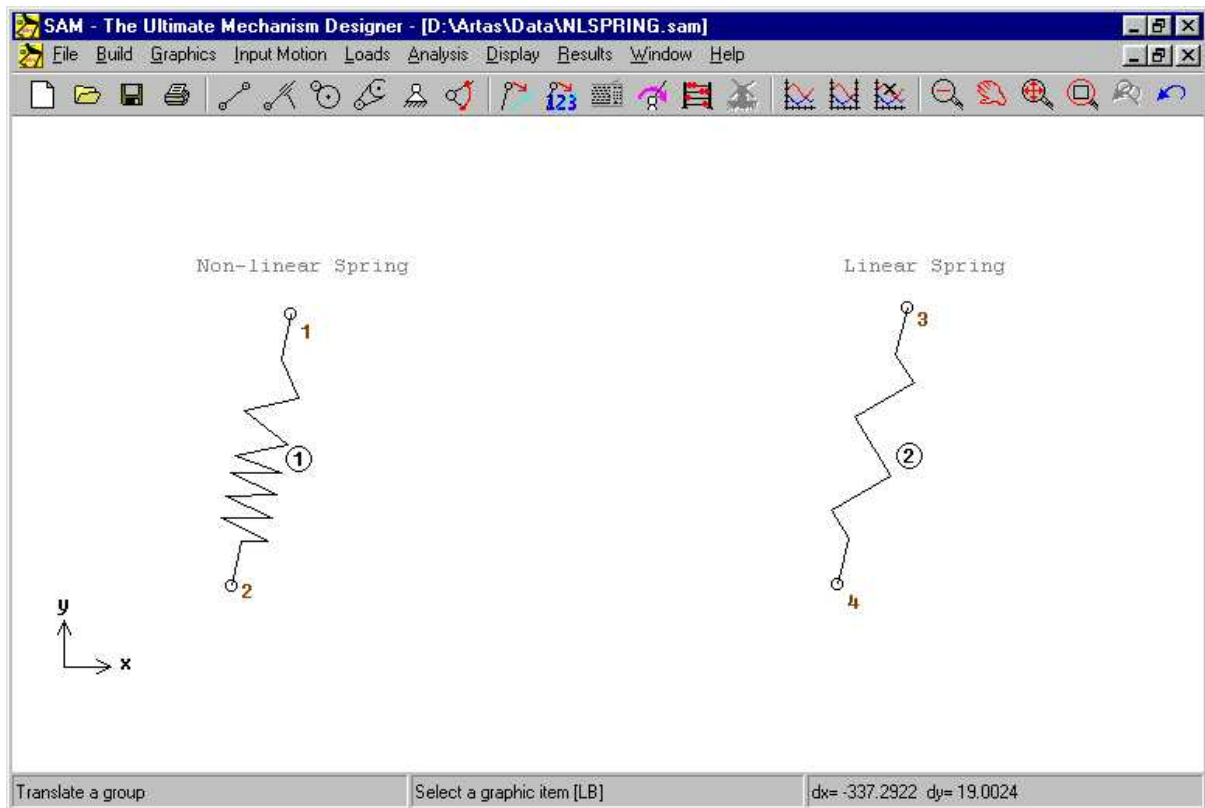 SAM - The Ultimate Mechanism Designer - [D:\Artas\Data\NLSPRING.sam]
File Build Graphics Input Motion Loads Analysis Display Results Window Help
123
Non-linear Spring
Linear Spring
1
3
1
2
2
4
y
x
Translate a group
Select a graphic item [LB]
dx= -337.2922 dy= 19.0024